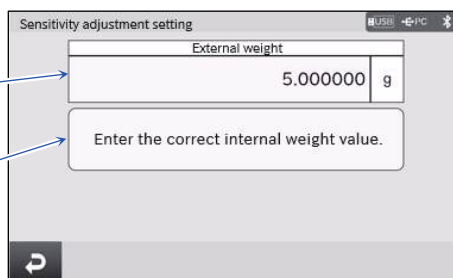 Sensitivity adjustment setting
USB PC
External weight
5.000000 g
Enter the correct internal weight value.